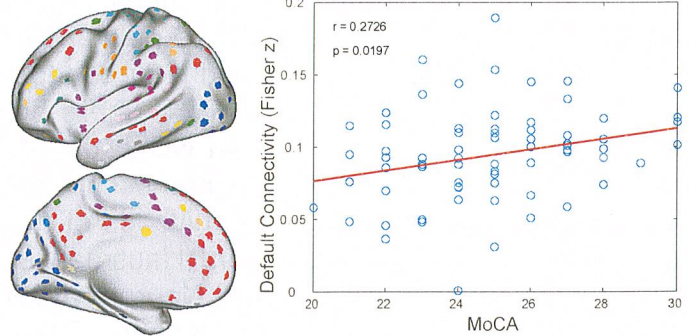 0.2
r = 0.2726
p = 0.0197
0.15
0.1
0.05
0
Default Connectivity (Fisher z)
20
22
24
26
28
30
MoCA